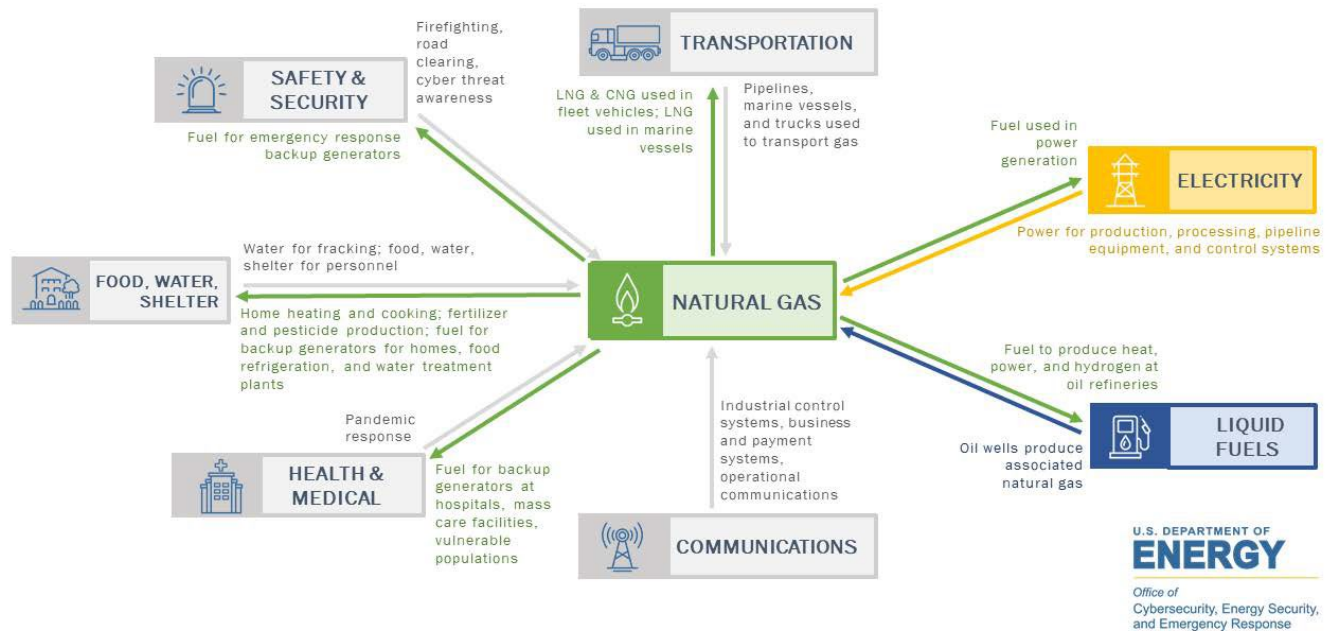 Firefighting,
road
clearing,
cyber threat
awareness
SAFETY &
SECURITY
Fuel for emergency response
backup generators
TRANSPORTATION
LNG & CNG used in
fleet vehicles; LNG
used in marine
vessels
Pipelines,
marine vessels,
and trucks used
to transport gas
Fuel used in
power
generation
ELECTRICITY
Power for production, processing, pipeline
equipment, and control systems
Water for fracking; food, water,
shelter for personnel
FOOD, WATER,
SHELTER
Home heating and cooking; fertilizer
and pesticide production; fuel for
backup generators for homes, food
refrigeration, and water treatment
plants
NATURAL GAS
Fuel to produce heat,
power, and hydrogen at
oil refineries
LIQUID
FUELS
Oil wells produce
associated
natural gas
Pandemic
response
HEALTH &
MEDICAL
Fuel for backup
generators at
hospitals, mass
care facilities,
vulnerable
populations
Industrial control
systems, business
and payment
systems,
operational
communications
COMMUNICATIONS
U.S. DEPARTMENT OF
ENERGY
Office of
Cybersecurity, Energy Security,
and Emergency Response